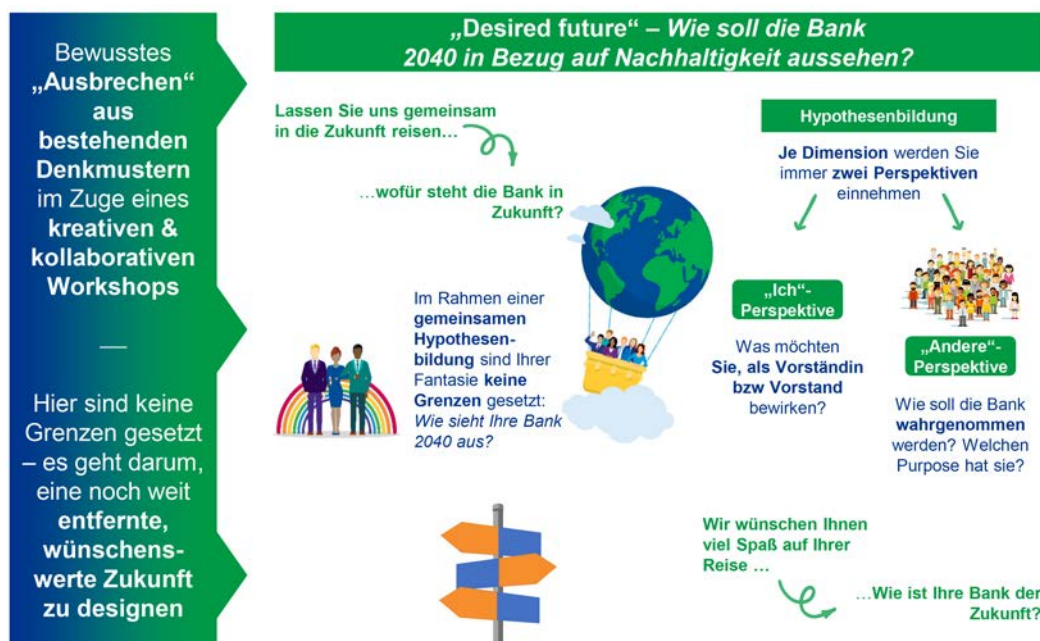 Bewusstes
„Ausbrechen“
aus
bestehenden
Denkmustern
im Zuge eines
kreativen &
kollaborativen
Workshops
—
Hier sind keine
Grenzen gesetzt
– es geht darum,
eine noch weit
entfernte,
wünschens-
werte Zukunft
zu designen
„Desired future“ – Wie soll die Bank
2040 in Bezug auf Nachhaltigkeit aussehen?
Lassen Sie uns gemeinsam
in die Zukunft reisen…
…wofür steht die Bank in
Zukunft?
Im Rahmen einer
gemeinsamen
Hypothesen-
bildung sind Ihrer
Fantasie keine
Grenzen gesetzt:
Wie sieht Ihre Bank
2040 aus?
Hypothesenbildung
Je Dimension werden Sie
immer zwei Perspektiven
einnehmen
„Ich“-
Perspektive
Was möchten
Sie, als Vorständin
bzw Vorstand
bewirken?
„Andere“-
Perspektive
Wie soll die Bank
wahrgenommen
werden? Welchen
Purpose hat sie?
Wir wünschen Ihnen
viel Spaß auf Ihrer
Reise …
…Wie ist Ihre Bank der
Zukunft?